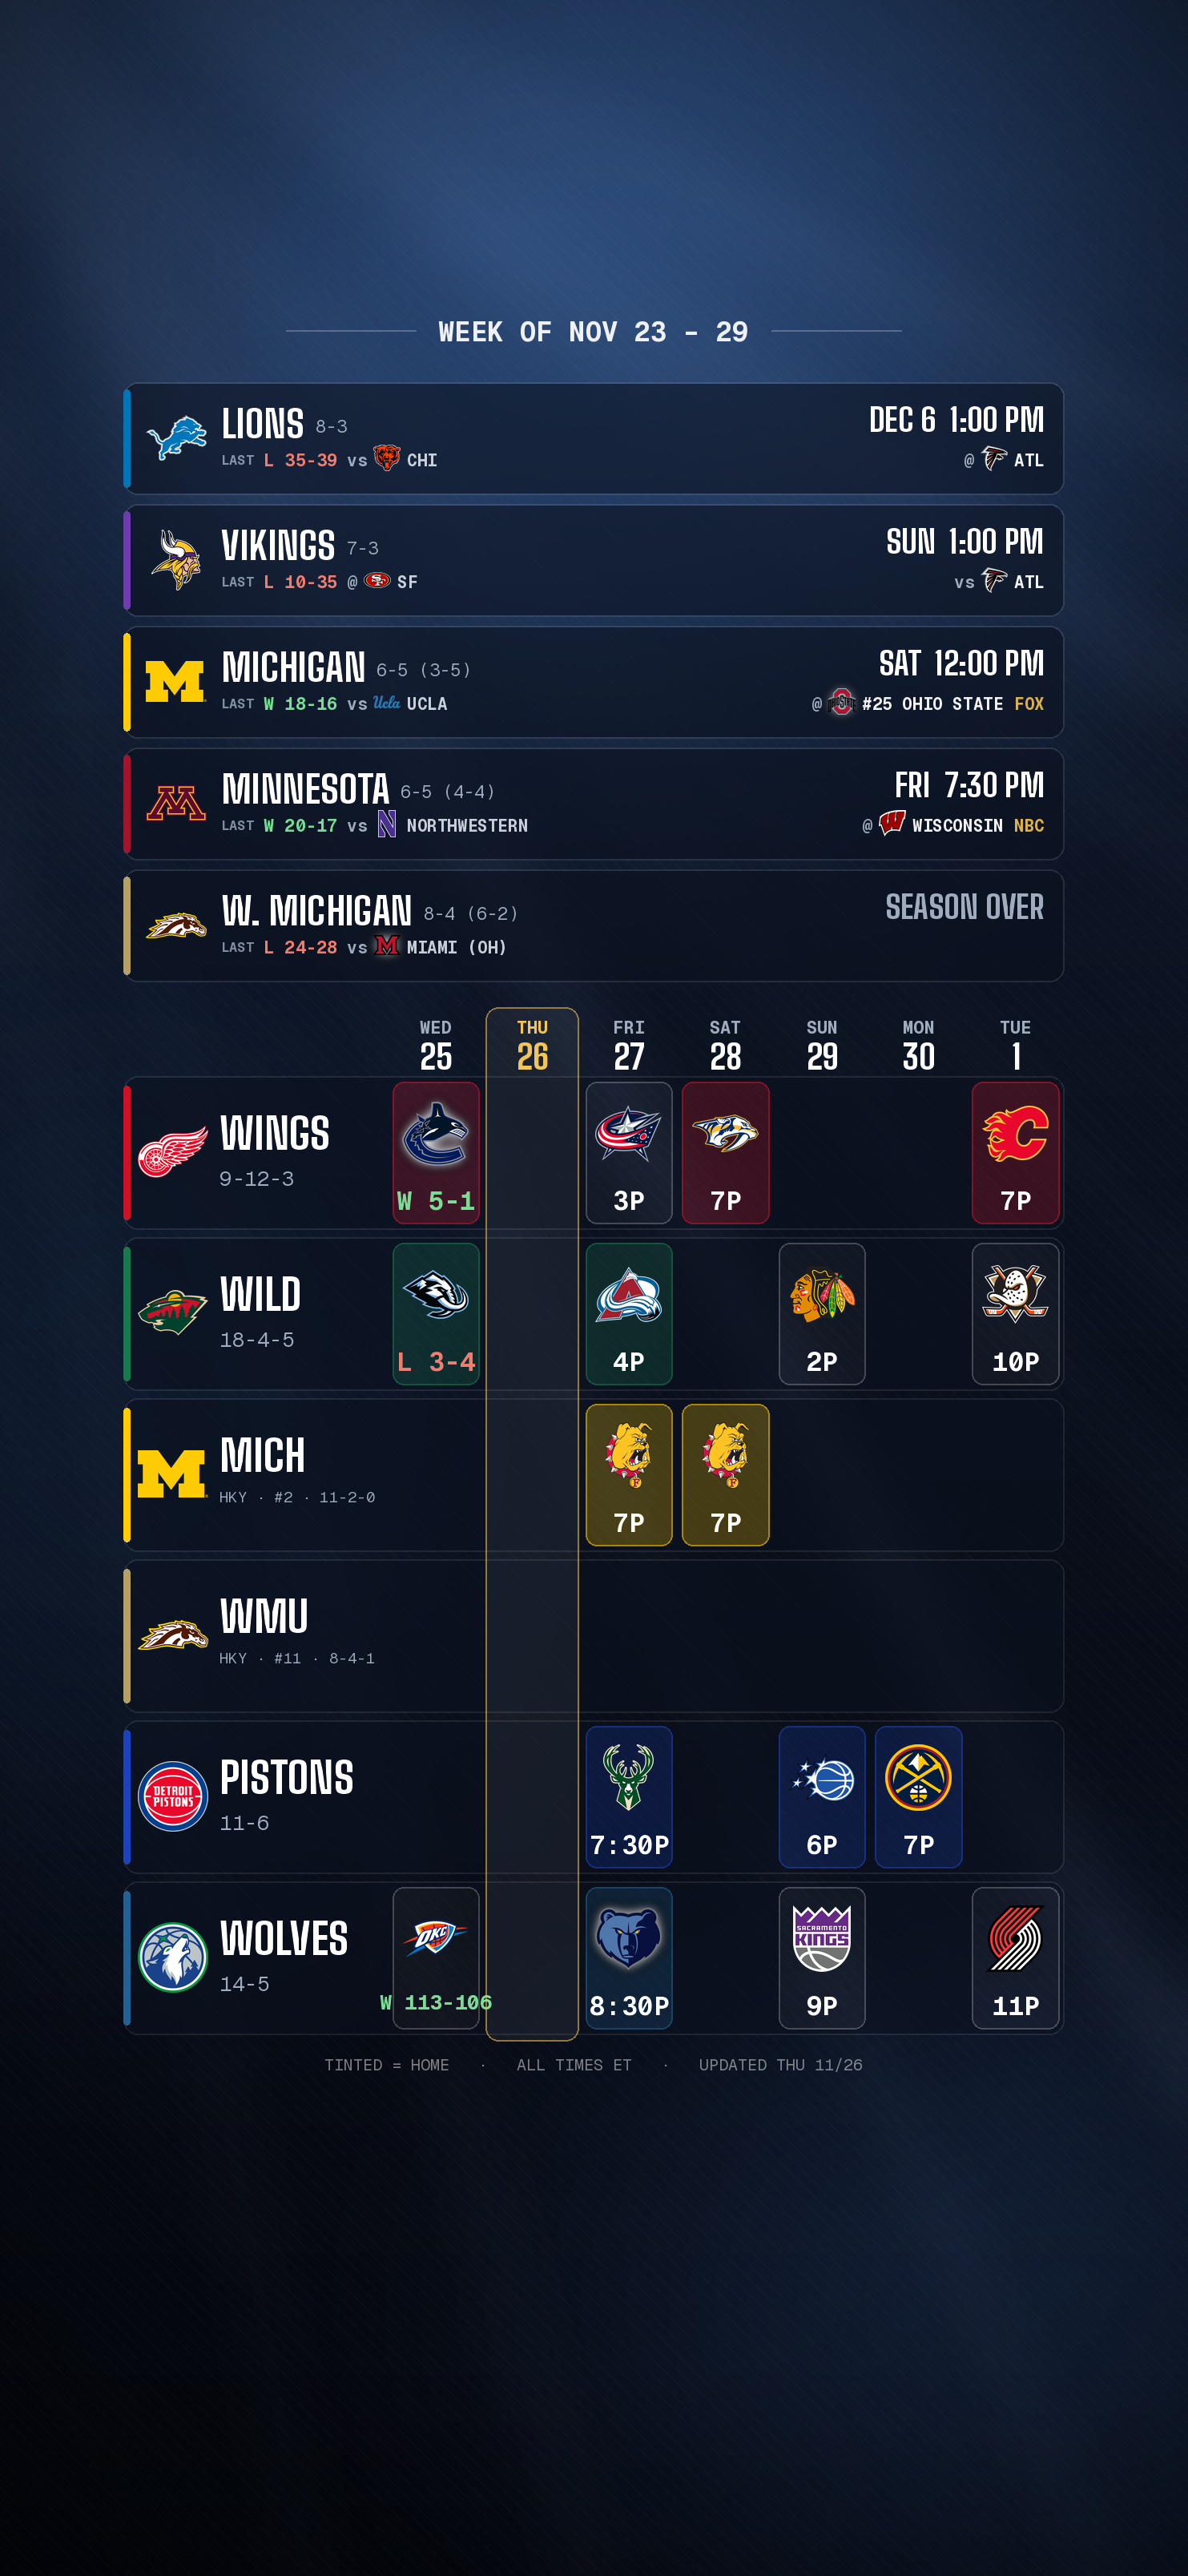 WEEK OF NOV 23 – 29
LIONS 8-3
DEC 6 1:00 PM
LAST L 35-39 vs CHI
@ ATL
VIKINGS 7-3
SUN 1:00 PM
LAST L 10-35 @ SF
vs ATL
MICHIGAN 6-5 (3-5)
SAT 12:00 PM
LAST W 18-16 vs Ucla UCLA
@ #25 OHIO STATE FOX
MINNESOTA 6-5 (4-4)
FRI 7:30 PM
LAST W 20-17 vs NORTHWESTERN
@ WISCONSIN NBC
W. MICHIGAN 8-4 (6-2)
SEASON OVER
LAST L 24-28 vs MIAMI (OH)
WED THU FRI SAT SUN MON TUE
25 26 27 28 29 30 1
WINGS
9-12-3
W 5-1 3P 7P 7P
WILD
18-4-5
L 3-4 4P 2P 10P
MICH
HKY · #2 · 11-2-0
7P 7P
WMU
HKY · #11 · 8-4-1
DETROIT PISTONS
PISTONS
11-6
7:30P 6P 7P
WOLVES
14-5
OKC
SACRAMENTO KINGS
W 113-106 8:30P 9P 11P
TINTED = HOME · ALL TIMES ET · UPDATED THU 11/26